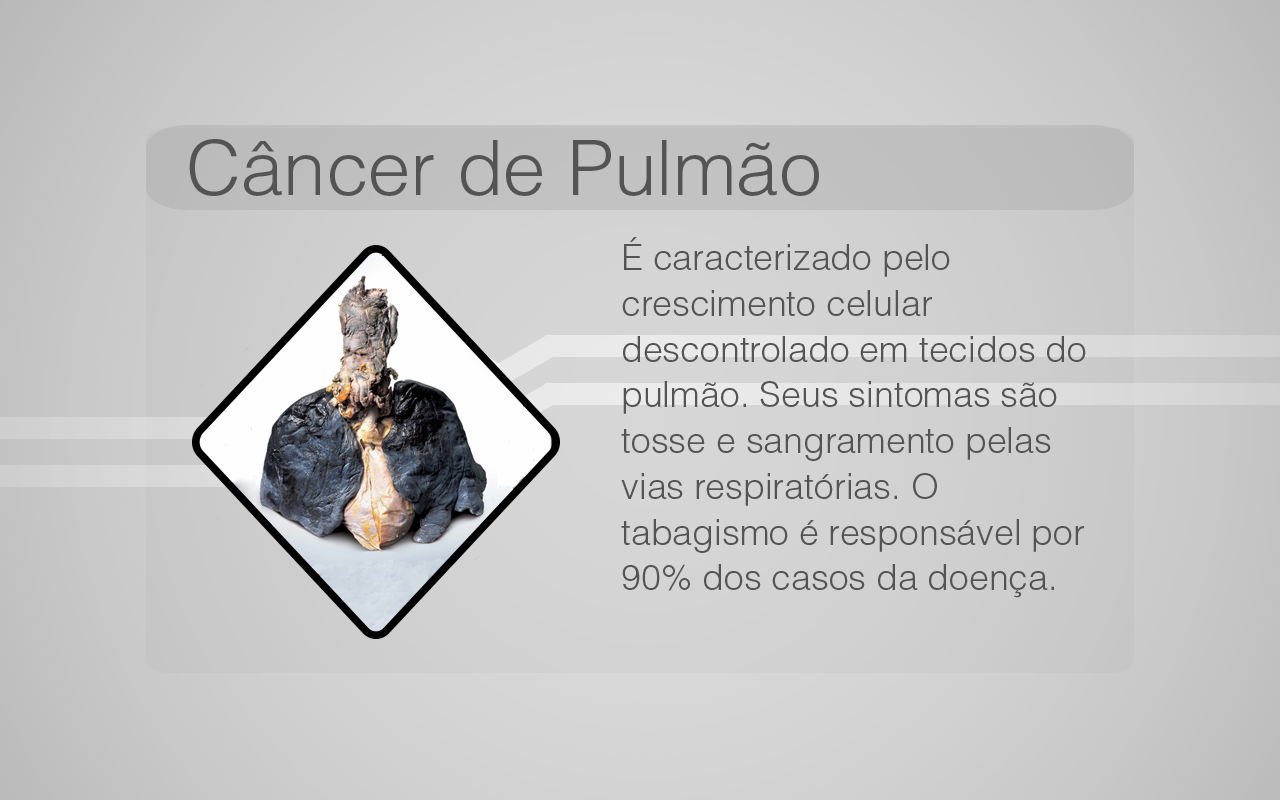 Câncer de Pulmão
É caracterizado pelo
crescimento celular
descontrolado em tecidos do
pulmão. Seus sintomas são
tosse e sangramento pelas
vias respiratórias. O
tabagismo é responsável por
90% dos casos da doença.